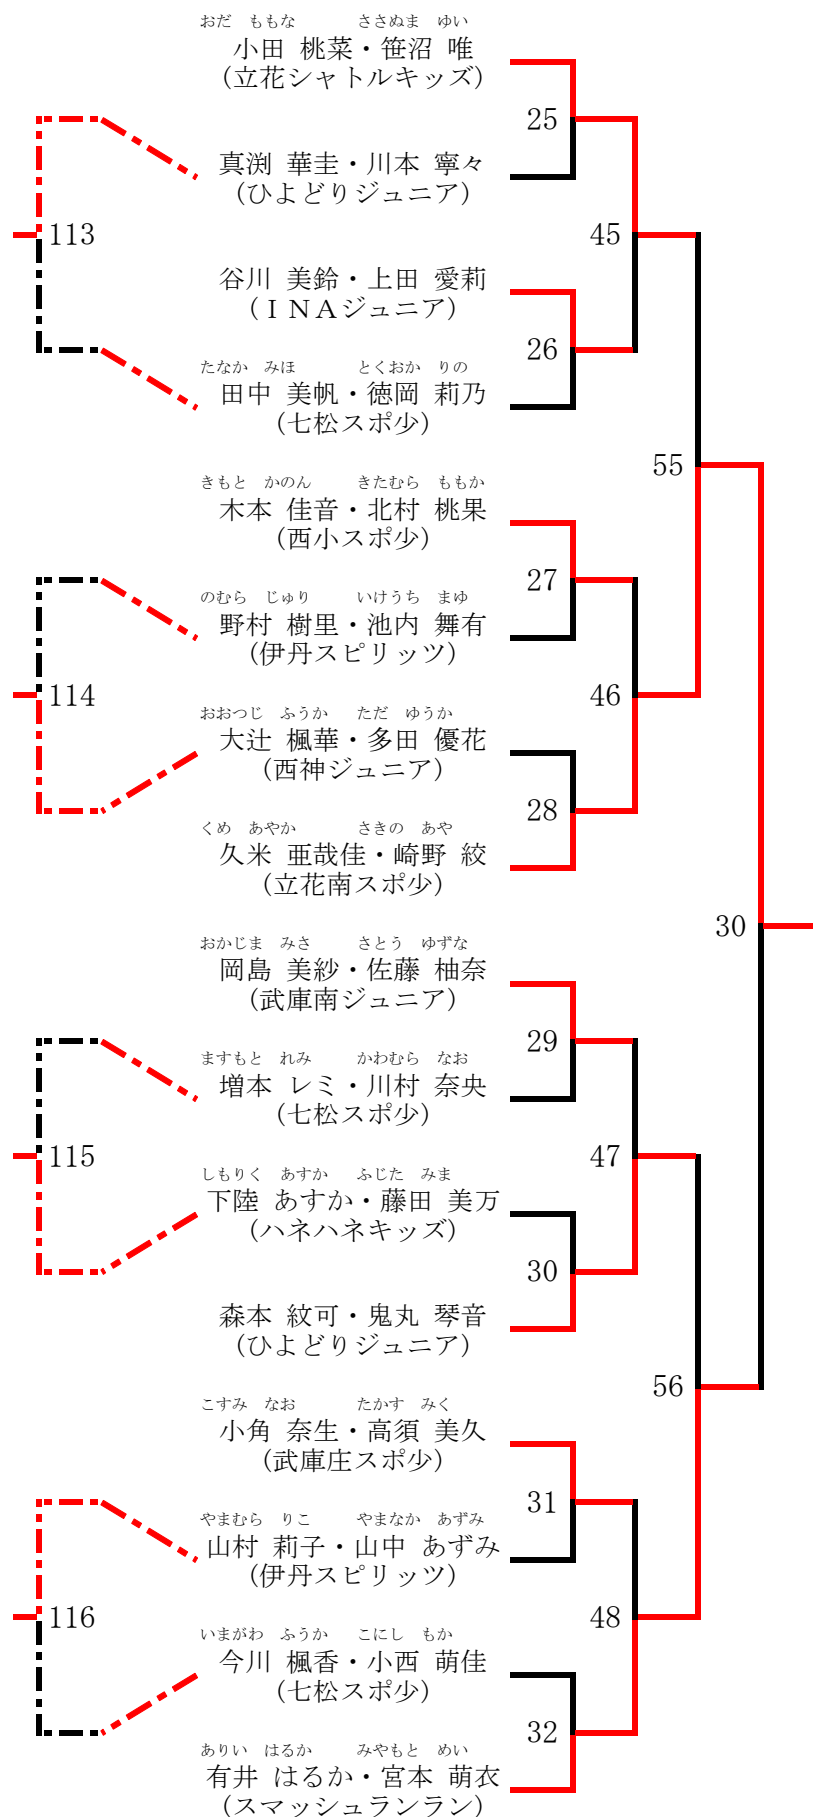 おだ ももな ささぬま ゆい
小田 桃菜・笹沼 唯
(立花シャトルキッズ)
25
真渕 華圭・川本 寧々
(ひよどりジュニア)
113
45
谷川 美鈴・上田 愛莉
(ＩＮＡジュニア)
26
たなか みほ とくおか りの
田中 美帆・徳岡 莉乃
(七松スポ少)
55
きもと かのん きたむら ももか
木本 佳音・北村 桃果
(西小スポ少)
27
のむら じゅり いけうち まゆ
野村 樹里・池内 舞有
(伊丹スピリッツ)
114
46
おおつじ ふうか ただ ゆうか
大辻 楓華・多田 優花
(西神ジュニア)
28
くめ あやか さきの あや
久米 亜哉佳・崎野 絞
(立花南スポ少)
30
おかじま みさ さとう ゆずな
岡島 美紗・佐藤 柚奈
(武庫南ジュニア)
29
ますもと れみ かわむら なお
増本 レミ・川村 奈央
(七松スポ少)
115
47
しもりく あすか ふじた みま
下陸 あすか・藤田 美万
(ハネハネキッズ)
30
森本 紋可・鬼丸 琴音
(ひよどりジュニア)
56
こすみ なお たかす みく
小角 奈生・高須 美久
(武庫庄スポ少)
31
やまむら りこ やまなか あずみ
山村 莉子・山中 あずみ
(伊丹スピリッツ)
116
48
いまがわ ふうか こにし もか
今川 楓香・小西 萌佳
(七松スポ少)
32
ありい はるか みやもと めい
有井 はるか・宮本 萌衣
(スマッシュランラン)